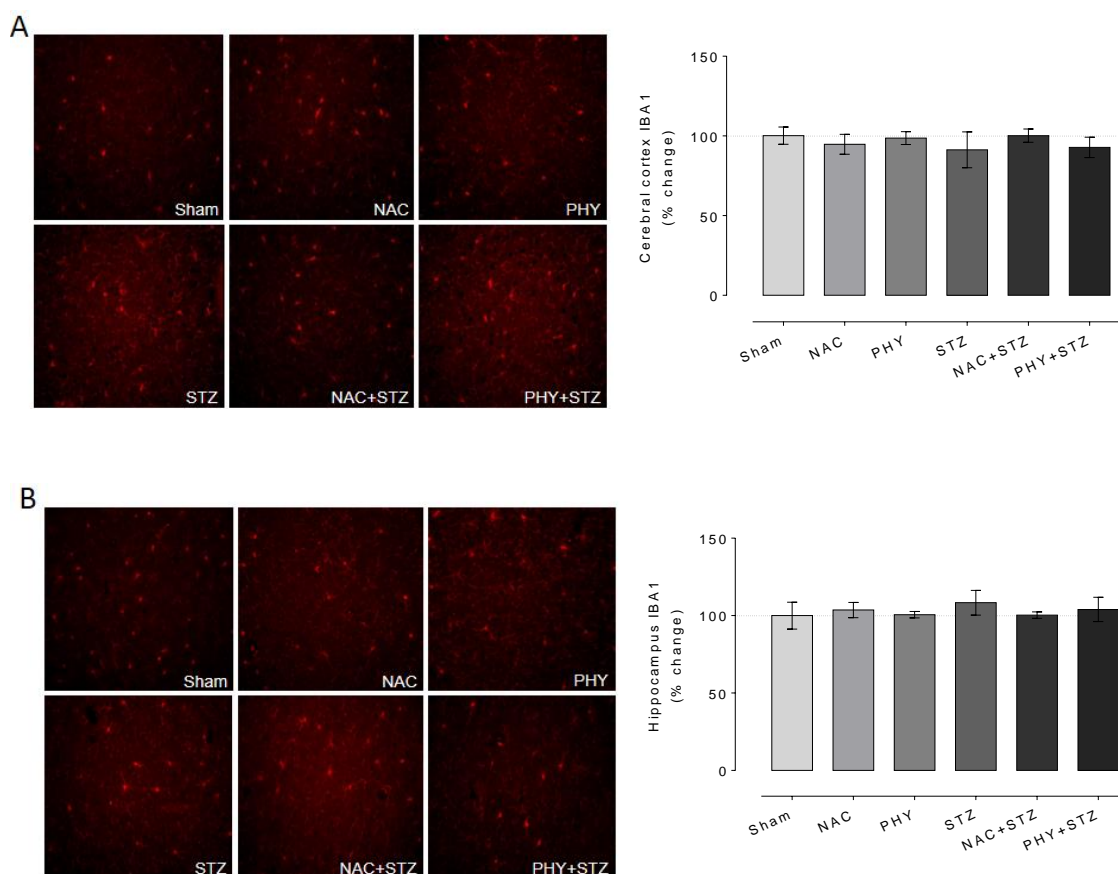 A
Sham
NAC
PHY
STZ
NAC+STZ
PHY+STZ
Cerebral cortex IBA1
(% change)
150
100
50
0
Sham
NAC
PHY
STZ
NAC+STZ
PHY+STZ
B
Sham
NAC
PHY
STZ
NAC+STZ
PHY+STZ
Hippocampus IBA1
(% change)
150
100
50
0
Sham
NAC
PHY
STZ
NAC+STZ
PHY+STZ